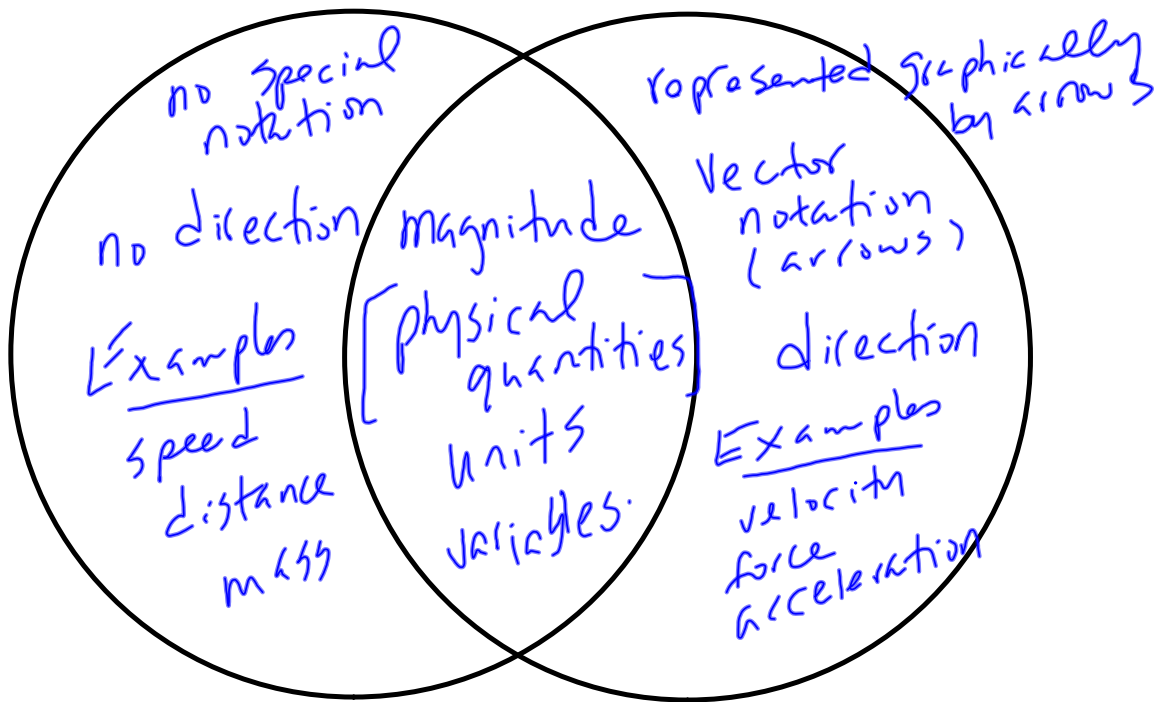 no special
notation
no direction
Examples
speed
distance
mass
magnitude
[physical
quantities]
units
variables.
represented graphically
by arrows
vector
notation
(arrows)
direction
Examples
velocity
force
acceleration